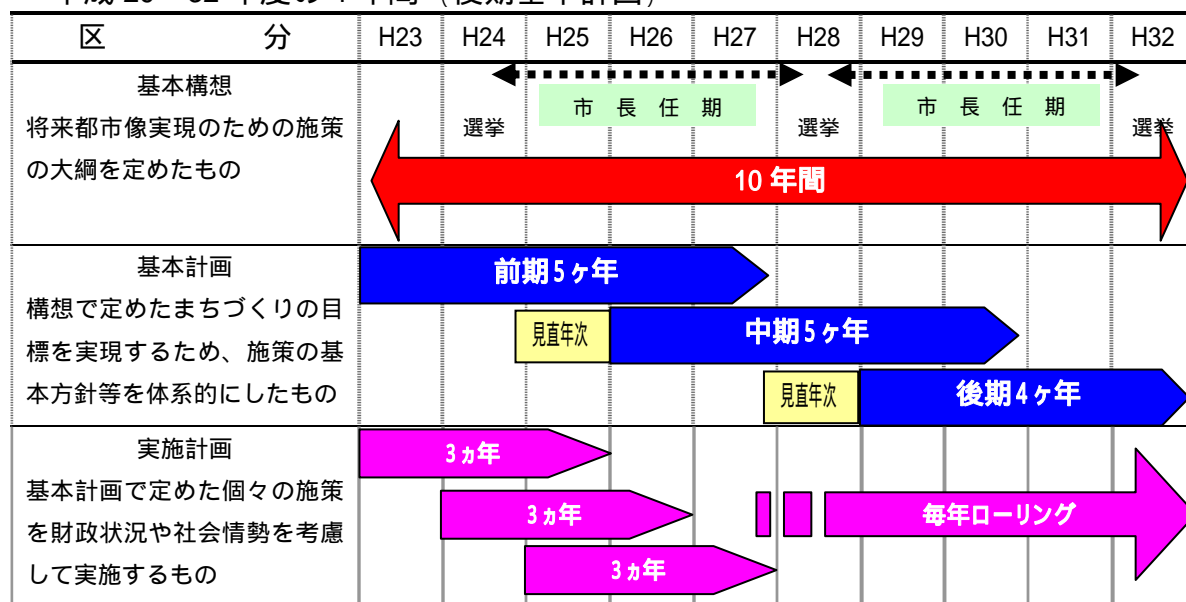 区 分 H23 H24 H25 H26 H27 H28 H29 H30 H31 H32
基本構想
将来都市像実現のための施策
の大綱を定めたもの
市 長 任 期
市 長 任 期
選挙
選挙
選挙
10 年間
基本計画
構想で定めたまちづくりの目
標を実現するため、施策の基
本方針等を体系的にしたもの
前期5ヶ年
見直年次
中期5ヶ年
見直年次
後期4ヶ年
実施計画
基本計画で定めた個々の施策
を財政状況や社会情勢を考慮
して実施するもの
3ヵ年
3ヵ年
3ヵ年
毎年ローリング